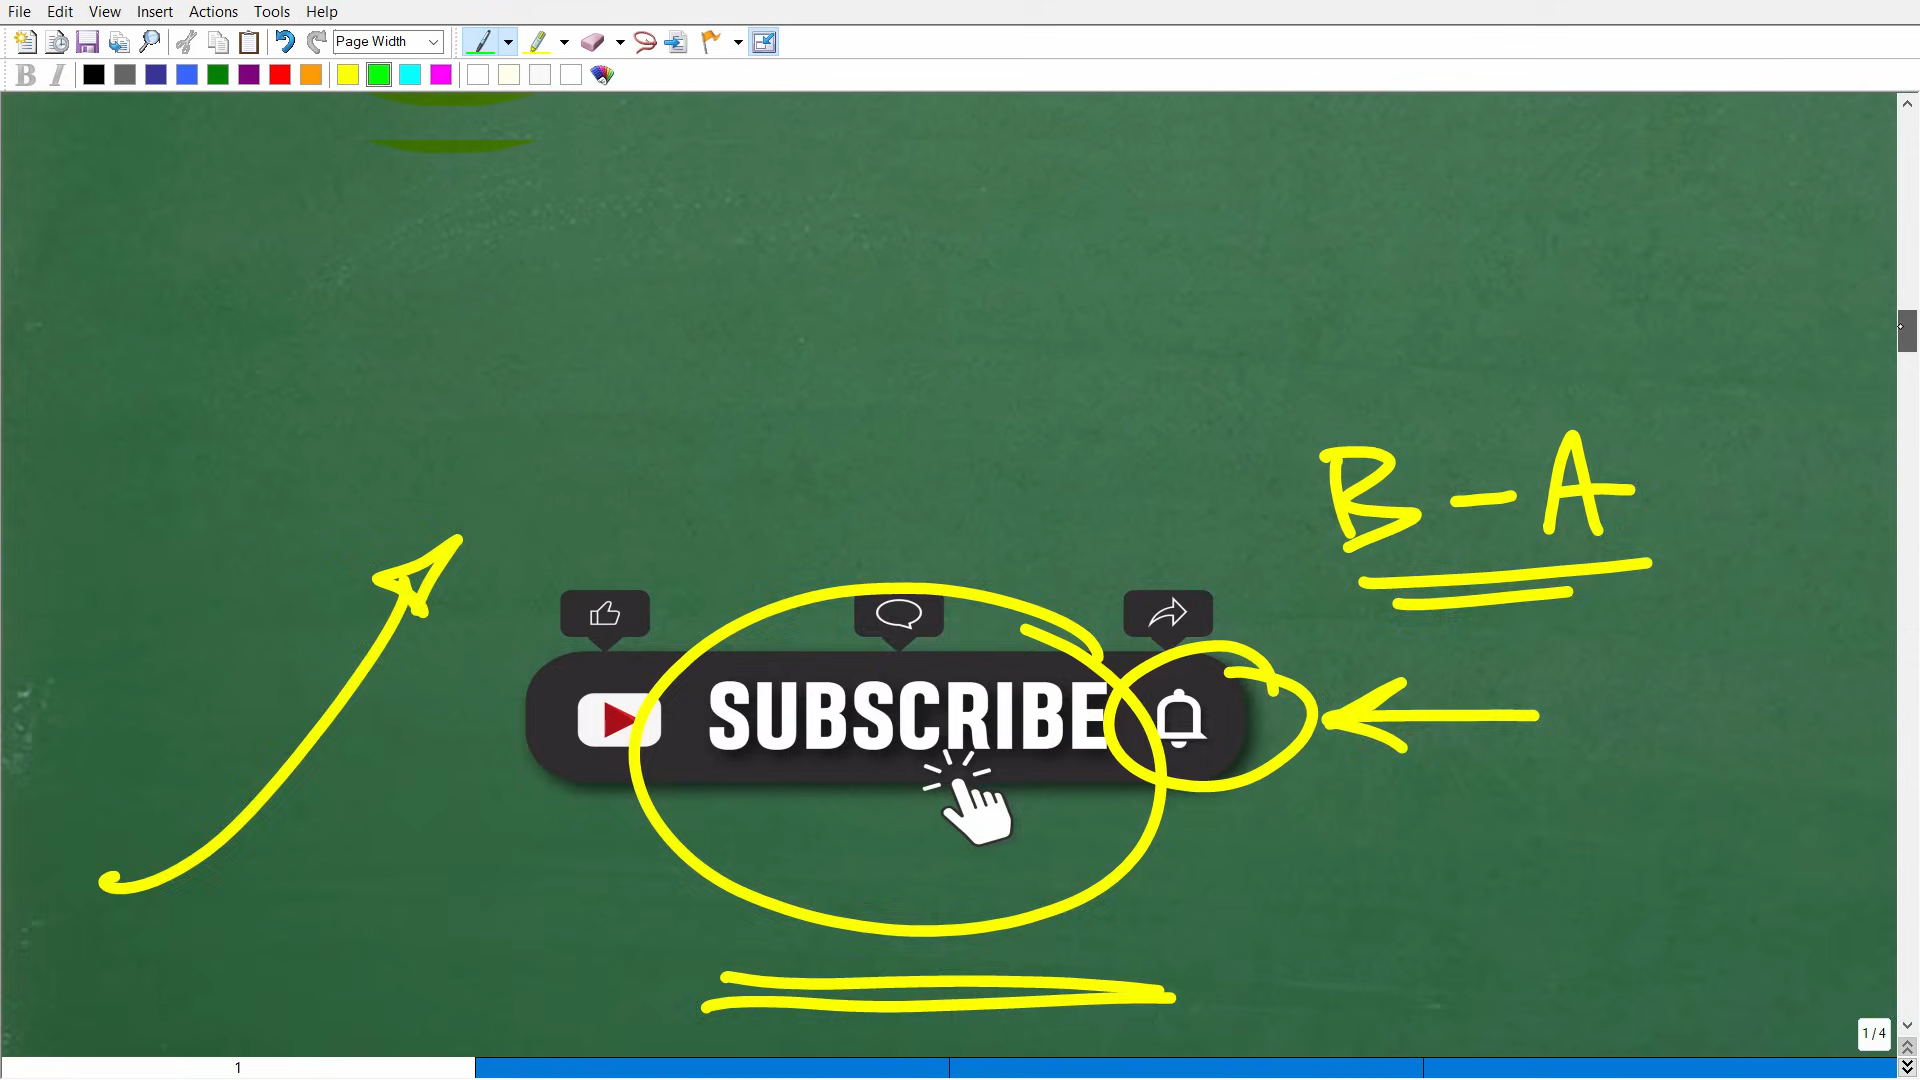 File Edit View Insert Actions Tools Help
Page Width
B I
B - A
SUBSCRIBE
1 / 4
1